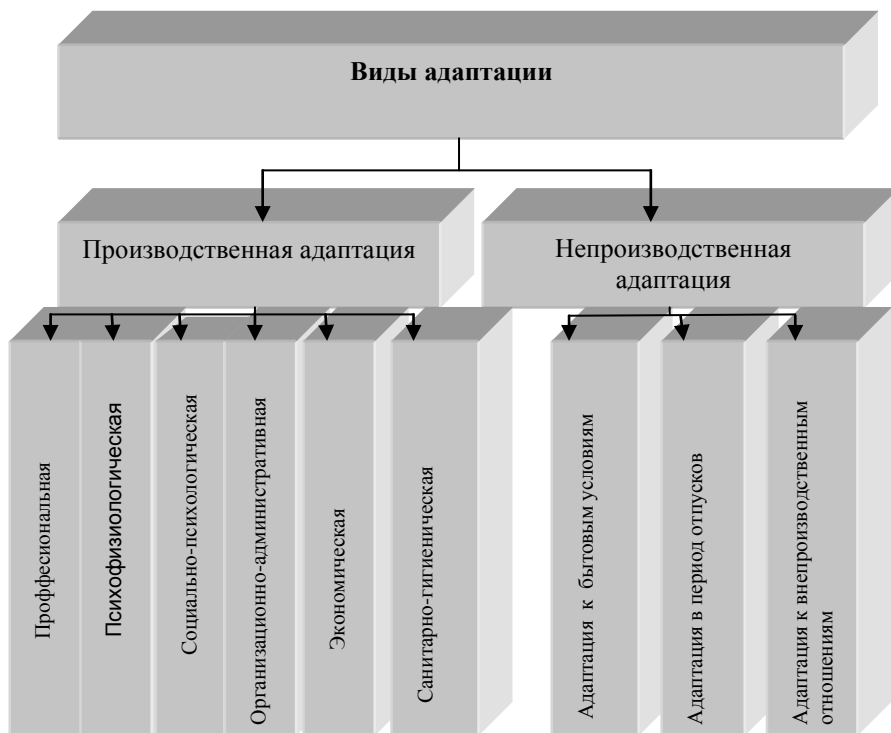 Виды адаптации
Производственная адаптация
Непроизводственная
адаптация
Проффесиональная
Психофизиологическая
Социально-психологическая
Организационно-административная
Экономическая
Санитарно-гигиеническая
Адаптация к бытовым условиям
Адаптация в период отпусков
Адаптация к внепроизводственным
отношениям